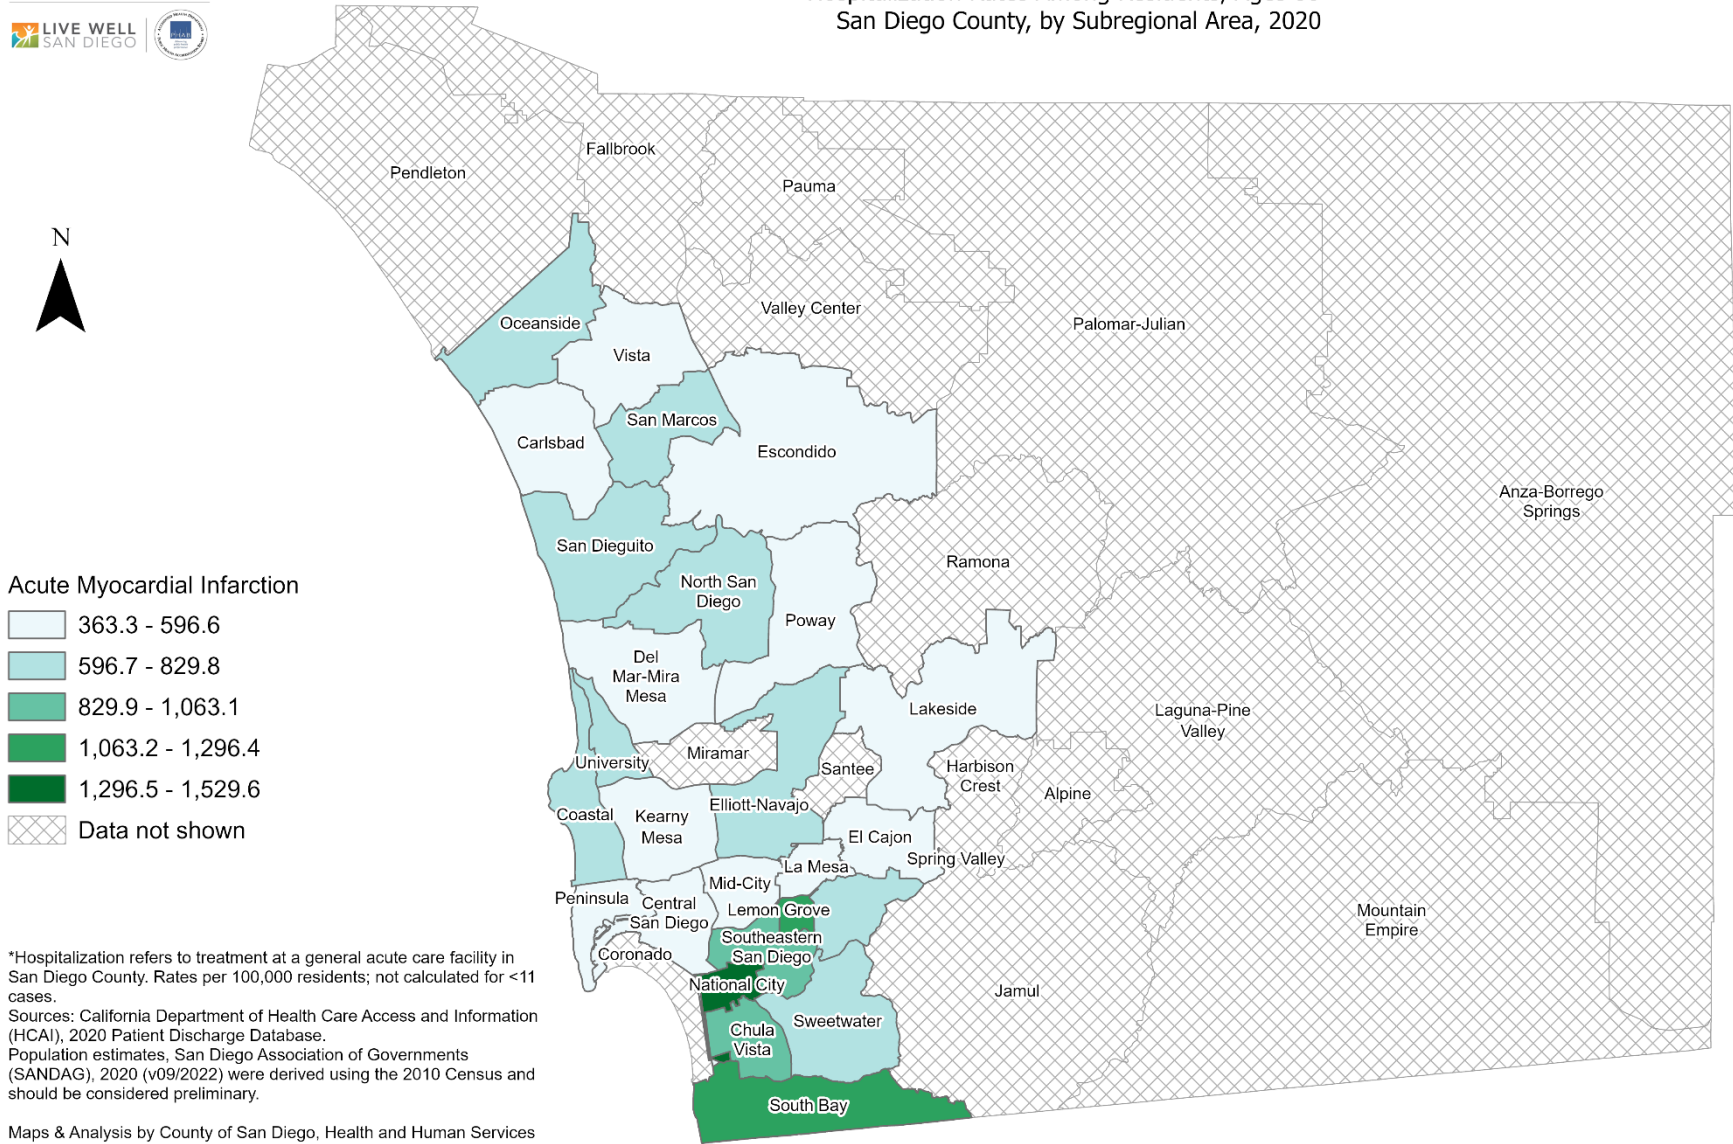 LIVE WELL
SAN DIEGO
San Diego County, by Subregional Area, 2020
N
Fallbrook
Pendleton
Pauma
Valley Center
Oceanside
Palomar-Julian
Vista
San Marcos
Carlsbad
Escondido
Anza-Borrego
Springs
San Dieguito
Ramona
North San
Diego
Poway
Del
Mar-Mira
Mesa
Lakeside
Laguna-Pine
Valley
Miramar
University
Santee
Harbison
Crest
Alpine
Elliott-Navajo
Coastal
Kearny
Mesa
El Cajon
Spring Valley
La Mesa
Mid-City
Peninsula
Central
San Diego
Lemon Grove
Mountain
Empire
Southeastern
San Diego
Coronado
National City
Jamul
Sweetwater
Chula
Vista
South Bay
Acute Myocardial Infarction
363.3 - 596.6
596.7 - 829.8
829.9 - 1,063.1
1,063.2 - 1,296.4
1,296.5 - 1,529.6
Data not shown
*Hospitalization refers to treatment at a general acute care facility in
San Diego County. Rates per 100,000 residents; not calculated for <11
cases.
Sources: California Department of Health Care Access and Information
(HCAI), 2020 Patient Discharge Database.
Population estimates, San Diego Association of Governments
(SANDAG), 2020 (v09/2022) were derived using the 2010 Census and
should be considered preliminary.
Maps & Analysis by County of San Diego, Health and Human Services